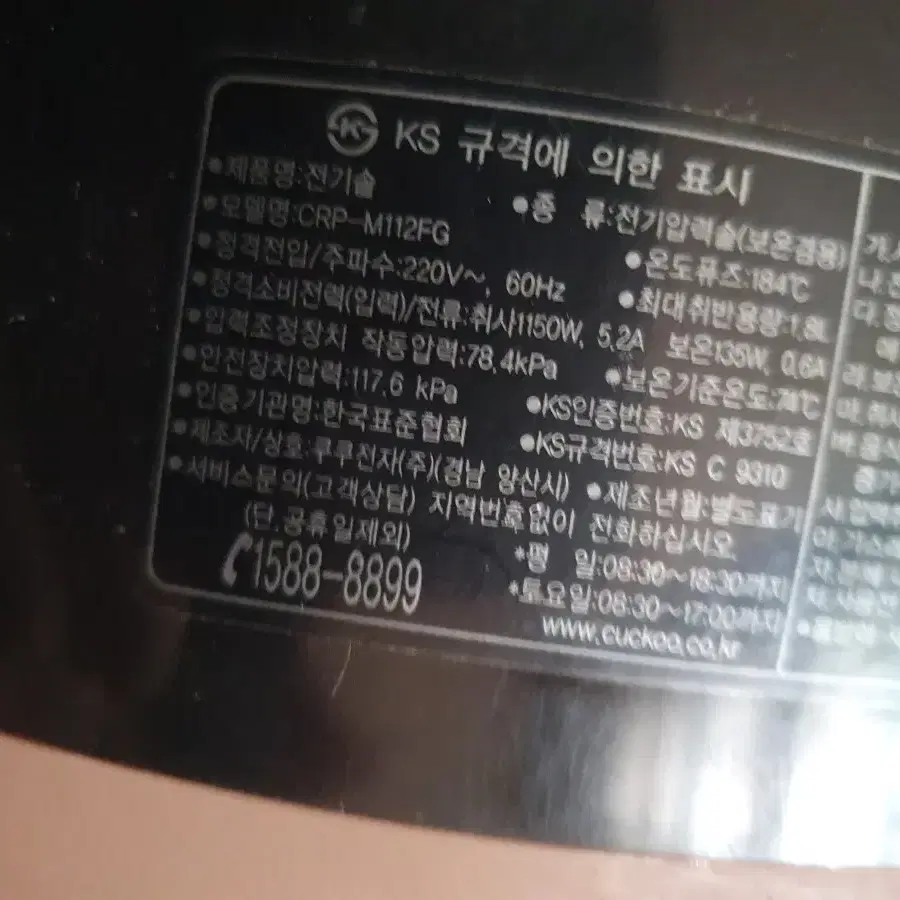 KS 규격에 의한 표시
•제품명:전기솥 •종 류:전기압력솥(보온겸용)
•모델명:CRP-M112FG •온도퓨즈:184℃
•정격전압/주파수:220V~, 60Hz •최대취반용량:1.8L
•정격소비전력(입력)/전류:취사1150W, 5.2A 보온135W, 0.6A
•압력조정장치 작동압력:78.4kPa •보온기준온도:74℃
•안전장치압력:117.6 kPa •KS인증번호:KS 제3752호
•인증기관명:한국표준협회 •KS규격번호:KS C 9310
•제조자/상호:쿠쿠전자(주)(경남 양산시) •제조년월:별도표기
•서비스문의(고객상담) 지역번호없이 전화하십시오
(단.공휴일제외) *평 일:08:30~18:30까지
1588-8899 *토요일:08:30~17:00까지
www.cuckoo.co.kr